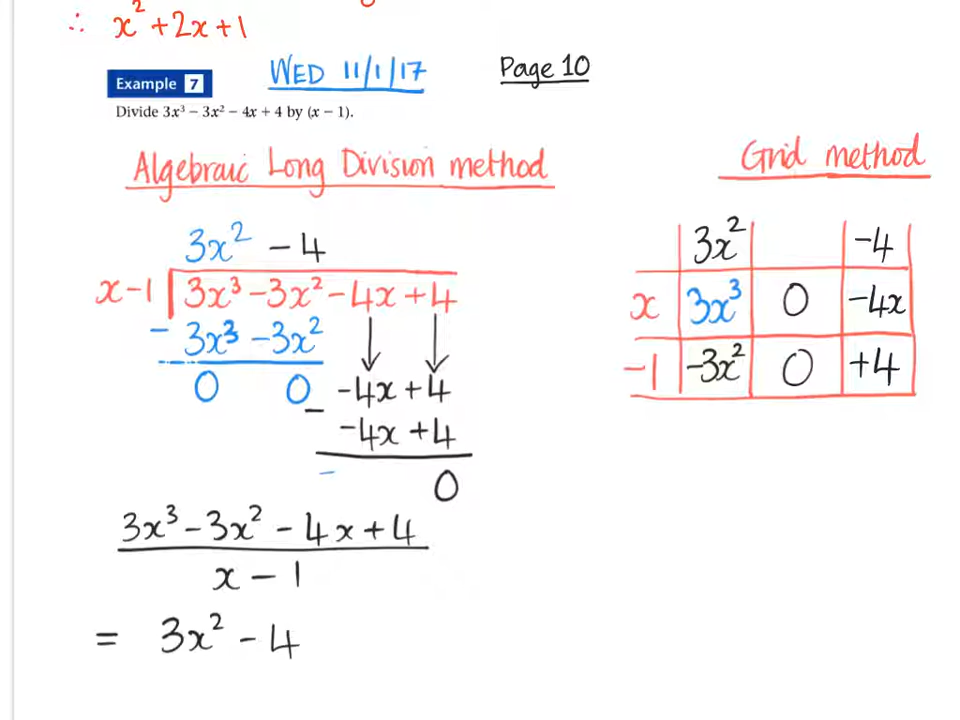 ∴ x² + 2x + 1
Example 7 WED 11/1/17 Page 10
Divide 3x³ − 3x² − 4x + 4 by (x − 1).
Algebraic Long Division method
3x² − 4
x − 1 3x³ − 3x² − 4x + 4
− 3x³ − 3x²
0 0 −4x + 4
− −4x + 4
− 0
3x³ − 3x² − 4x + 4
x − 1
= 3x² − 4
Grid method
3x² −4
x 3x³ 0 −4x
−1 −3x² 0 +4